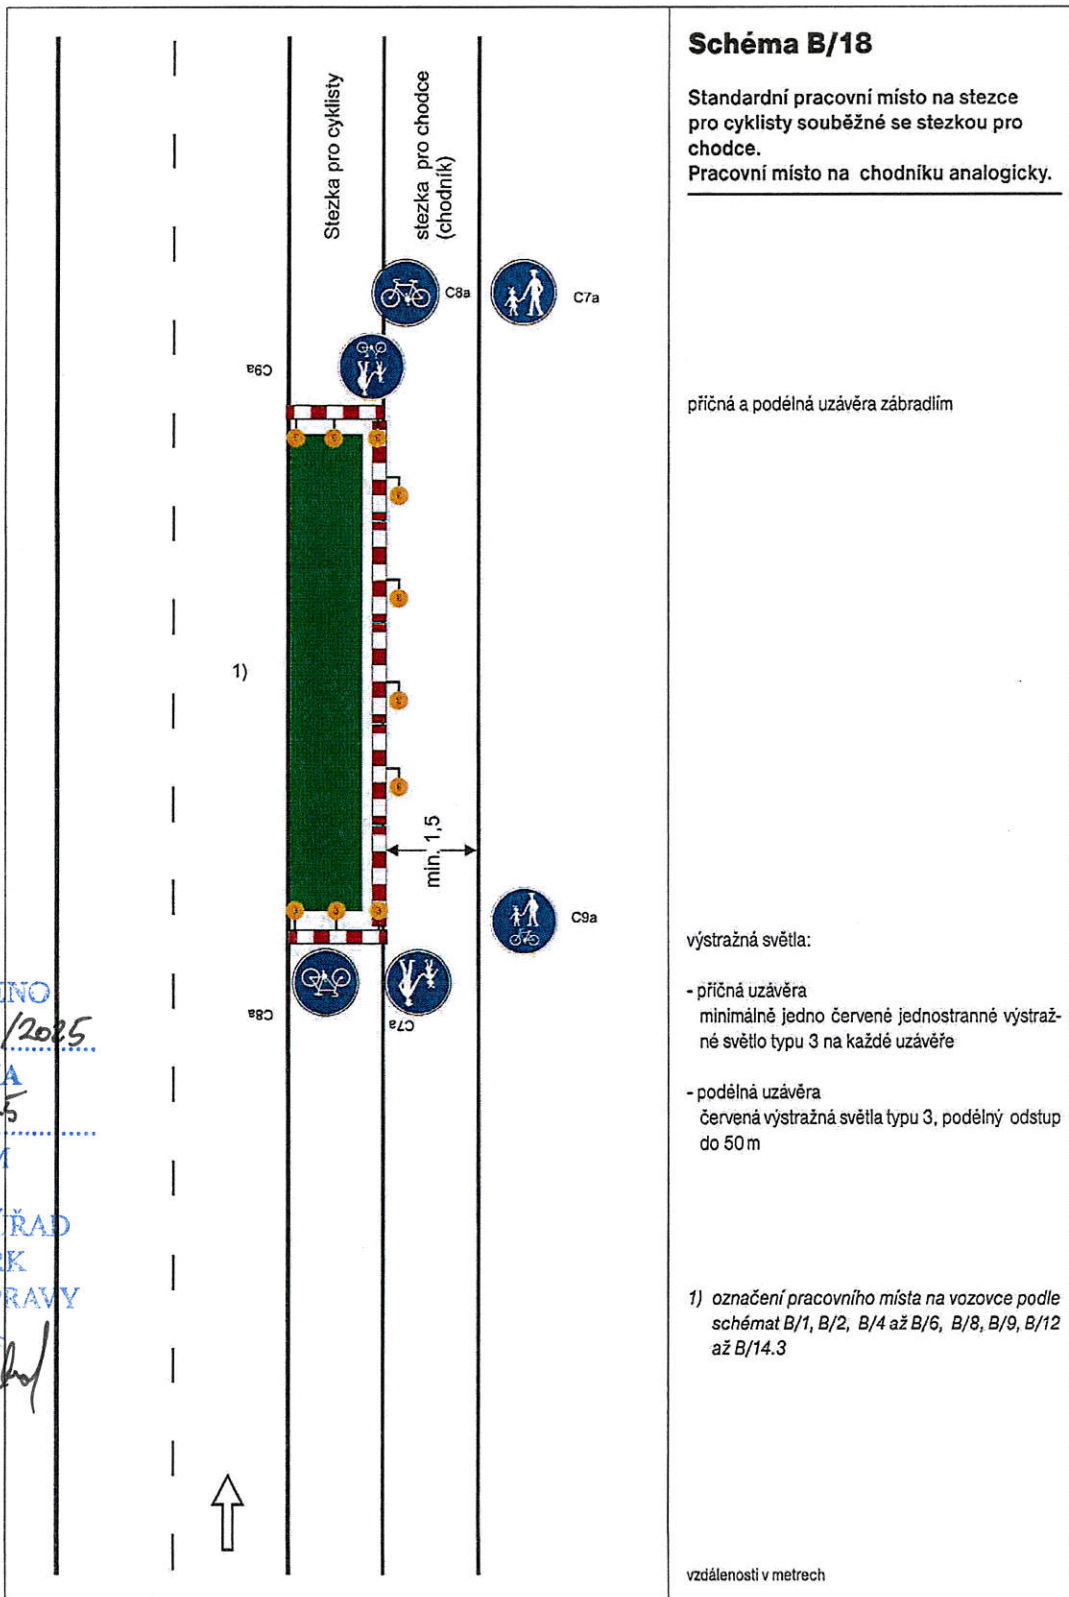 Schéma B/18
Standardní pracovní místo na stezce
pro cyklisty souběžné se stezkou pro
chodce.
Pracovní místo na chodníku analogicky.
Stezka pro cyklisty
stezka pro chodce
(chodník)
C8a
C7a
C9a
příčná a podélná uzávěra zábradlím
1)
min. 1,5
C9a
C8a
C7a
výstražná světla:
- příčná uzávěra
minimálně jedno červené jednostranné výstraž-
né světlo typu 3 na každé uzávěře
- podélná uzávěra
červená výstražná světla typu 3, podélný odstup
do 50 m
1) označení pracovního místa na vozovce podle
schémat B/1, B/2, B/4 až B/6, B/8, B/9, B/12
až B/14.3
vzdálenosti v metrech
/2025